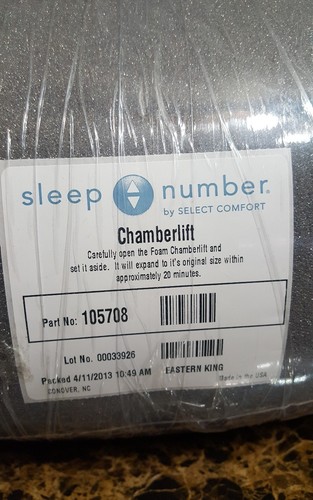 sleep number®
by SELECT COMFORT
Chamberlift
Carefully open the Foam Chamberlift and
set it aside. It will expand to it's original size within
approximately 20 minutes.
Part No: 105708
Lot No. 00033926
Packed 4/11/2013 10:49 AM EASTERN KING
CONOVER, NC Made in the USA